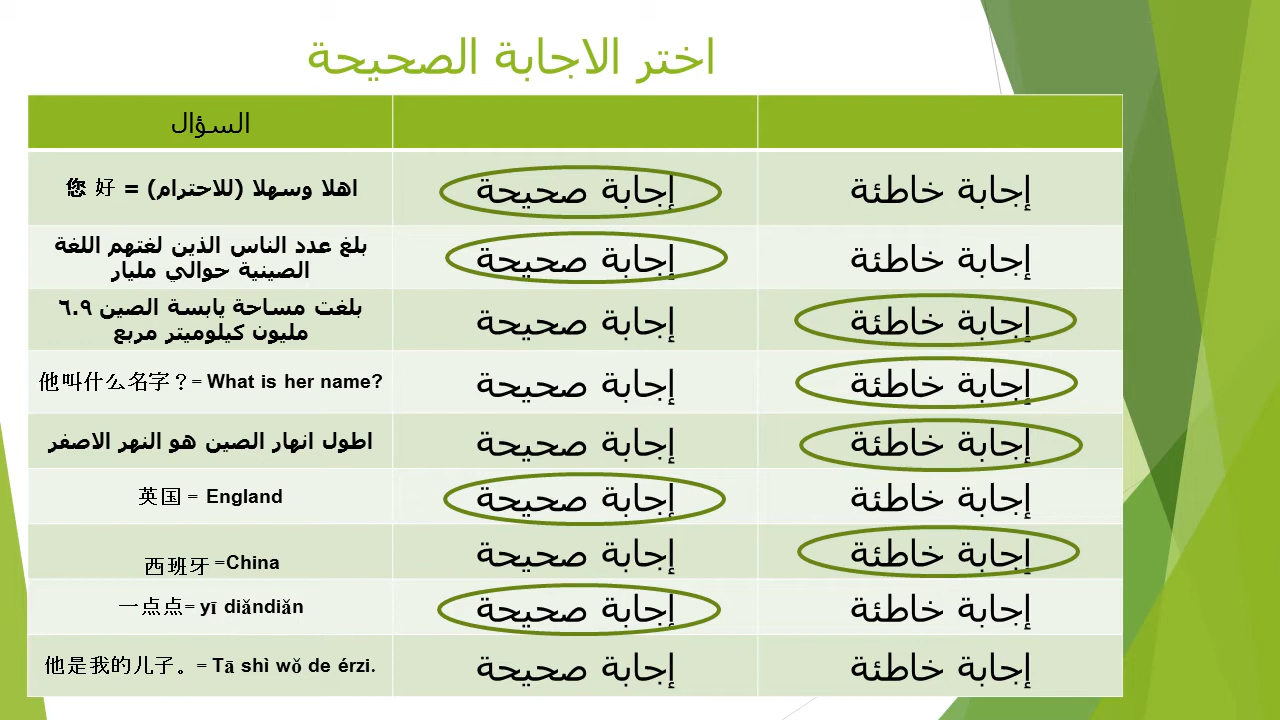 اختر الاجابة الصحيحة
السؤال
اهلا وسهلا (للاحترام) = 您 好
إجابة صحيحة
إجابة خاطئة
بلغ عدد الناس الذين لغتهم اللغة
الصينية حوالي مليار
إجابة صحيحة
إجابة خاطئة
بلغت مساحة يابسة الصين ٦.٩
مليون كيلوميتر مربع
إجابة صحيحة
إجابة خاطئة
他叫什么名字？= What is her name?
إجابة صحيحة
إجابة خاطئة
اطول انهار الصين هو النهر الاصفر
إجابة صحيحة
إجابة خاطئة
英国 = England
إجابة صحيحة
إجابة خاطئة
西班牙 =China
إجابة صحيحة
إجابة خاطئة
一点点= yī diǎndiǎn
إجابة صحيحة
إجابة خاطئة
他是我的儿子。= Tā shì wǒ de érzi.
إجابة صحيحة
إجابة خاطئة